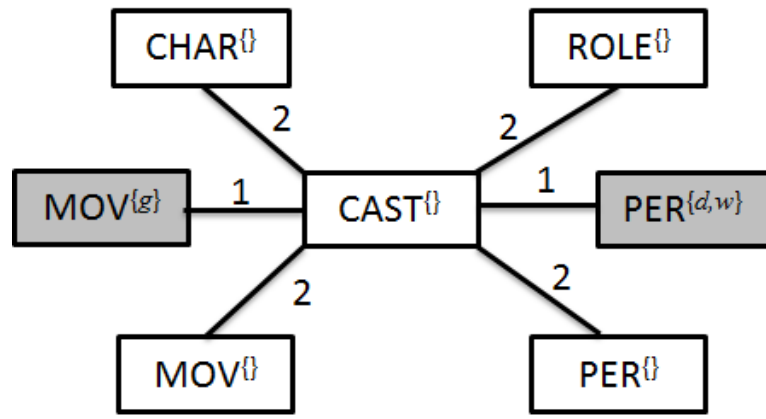 CHAR{} ROLE{}
2 2
MOV{g} 1 CAST{} 1 PER{d,w}
2 2
MOV{} PER{}